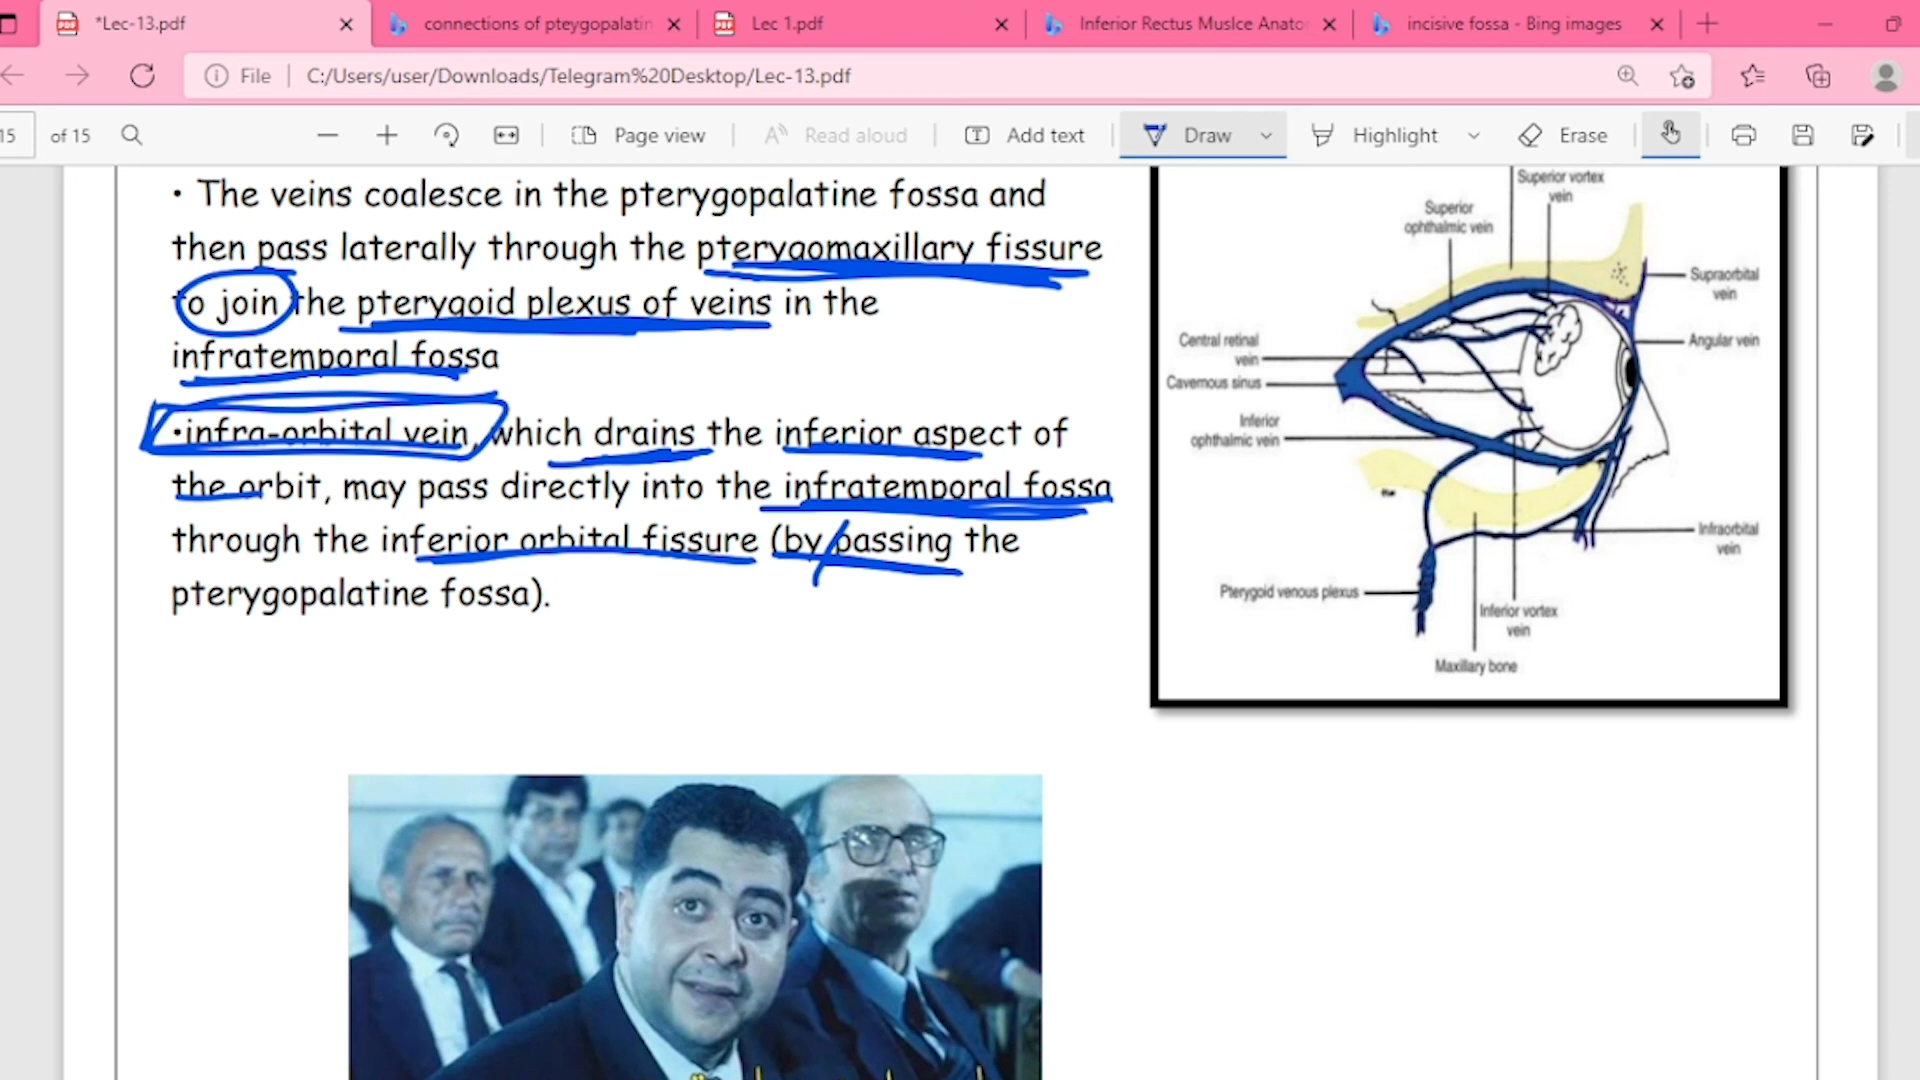 *Lec-13.pdf
connections of pteygopalatin
Lec 1.pdf
Inferior Rectus Muslce Anato
incisive fossa - Bing images
File
C:/Users/user/Downloads/Telegram%20Desktop/Lec-13.pdf
15 of 15
Page view
Read aloud
Add text
Draw
Highlight
Erase
• The veins coalesce in the pterygopalatine fossa and
then pass laterally through the pterygomaxillary fissure
to join the pterygoid plexus of veins in the
infratemporal fossa
•infra-orbital vein, which drains the inferior aspect of
the orbit, may pass directly into the infratemporal fossa
through the inferior orbital fissure (by passing the
pterygopalatine fossa).
Superior vortex
vein
Superior
ophthalmic vein
Supraorbital
vein
Central retinal
vein
Angular vein
Cavernous sinus
Inferior
ophthalmic vein
Infraorbital
vein
Pterygoid venous plexus
Inferior vortex
vein
Maxillary bone